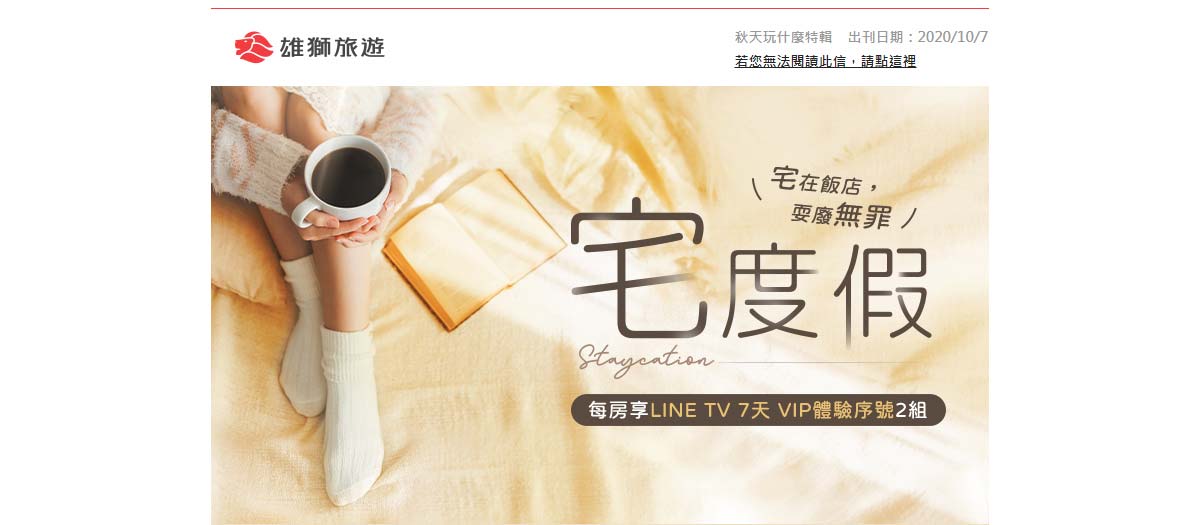 雄獅旅遊
秋天玩什麼特輯 出刊日期：2020/10/7
若您無法閱讀此信，請點這裡
宅在飯店，
耍廢無罪
宅度假
Staycation
每房享LINE TV 7天 VIP體驗序號2組